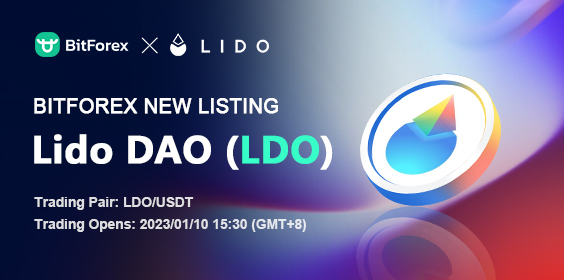 BitForex × LIDO
BITFOREX NEW LISTING
Lido DAO (LDO)
Trading Pair: LDO/USDT
Trading Opens: 2023/01/10 15:30 (GMT+8)